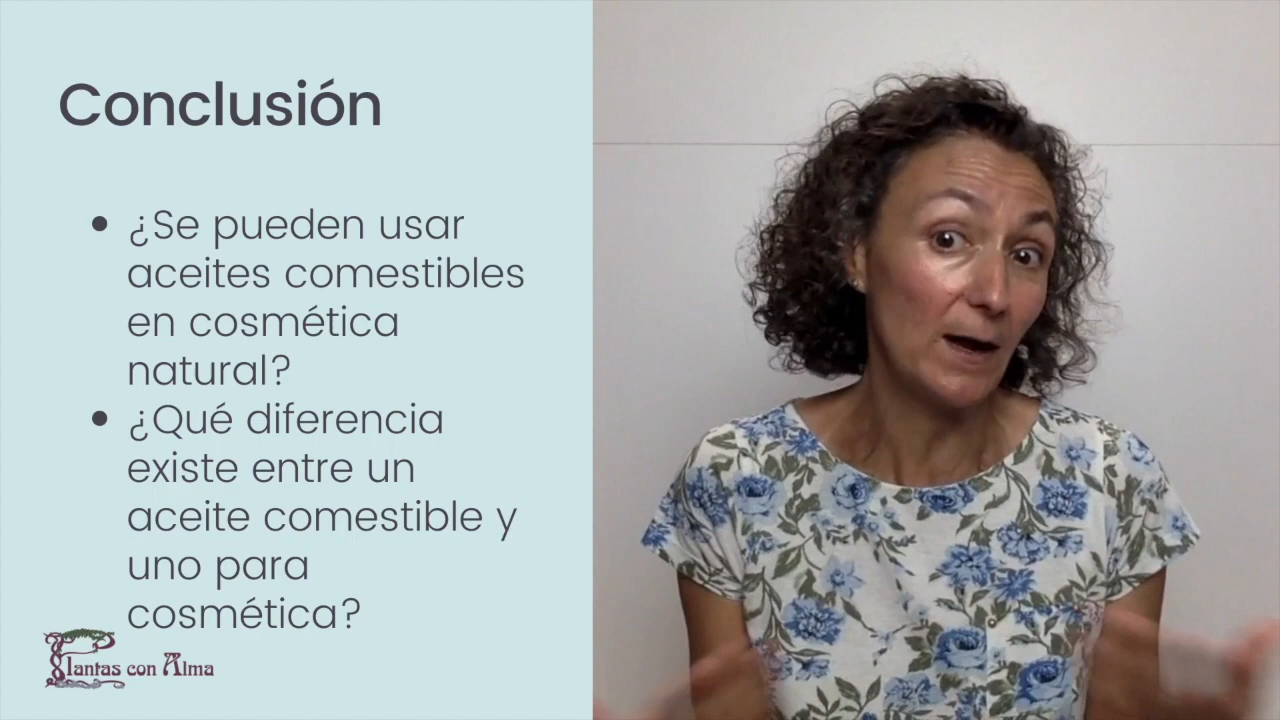 Conclusión
• ¿Se pueden usar
aceites comestibles
en cosmética
natural?
• ¿Qué diferencia
existe entre un
aceite comestible y
uno para
cosmética?
Plantas con Alma